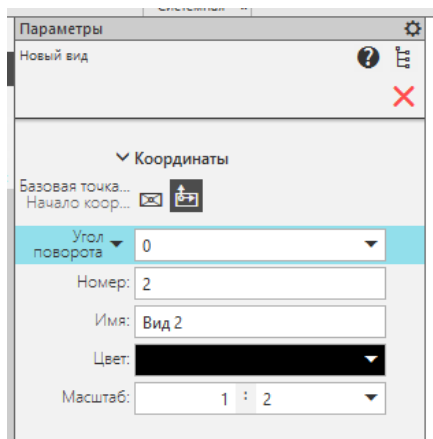 Параметры
Новый вид
?
Координаты
Базовая точка...
Начало коор...
Угол
поворота
0
Номер: 2
Имя: Вид 2
Цвет:
Масштаб: 1 : 2